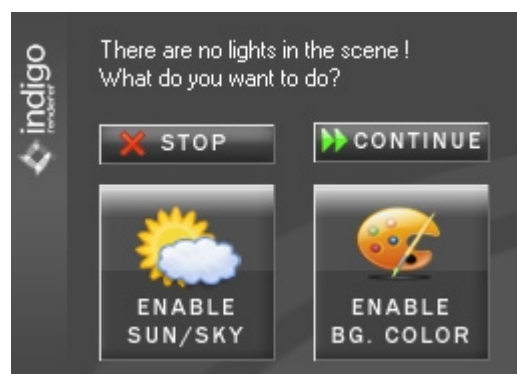 indigo
renderer
There are no lights in the scene !
What do you want to do?
STOP
CONTINUE
ENABLE
SUN/SKY
ENABLE
BG. COLOR